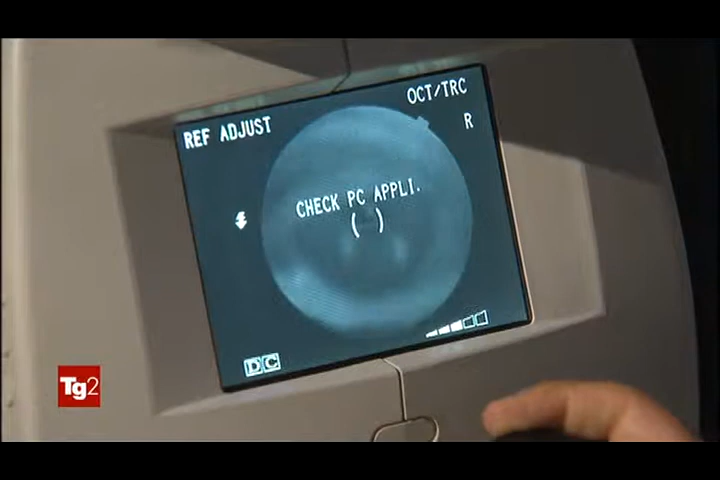 OCT/TRC
REF ADJUST
R
CHECK PC APPLI.
( )
DC
Tg2